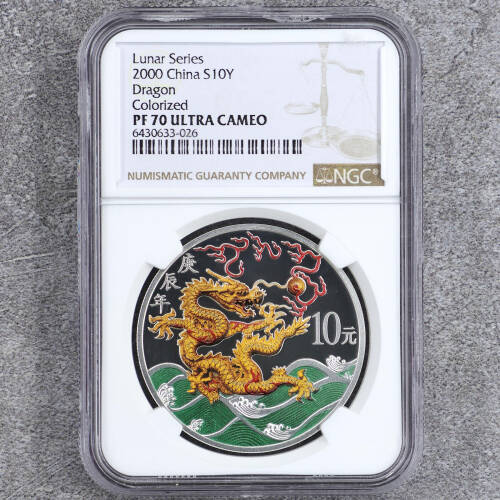 Lunar Series
2000 China S10Y
Dragon
Colorized
PF 70 ULTRA CAMEO
6430633-026
NUMISMATIC GUARANTY COMPANY
NGC®
庚辰年
10元